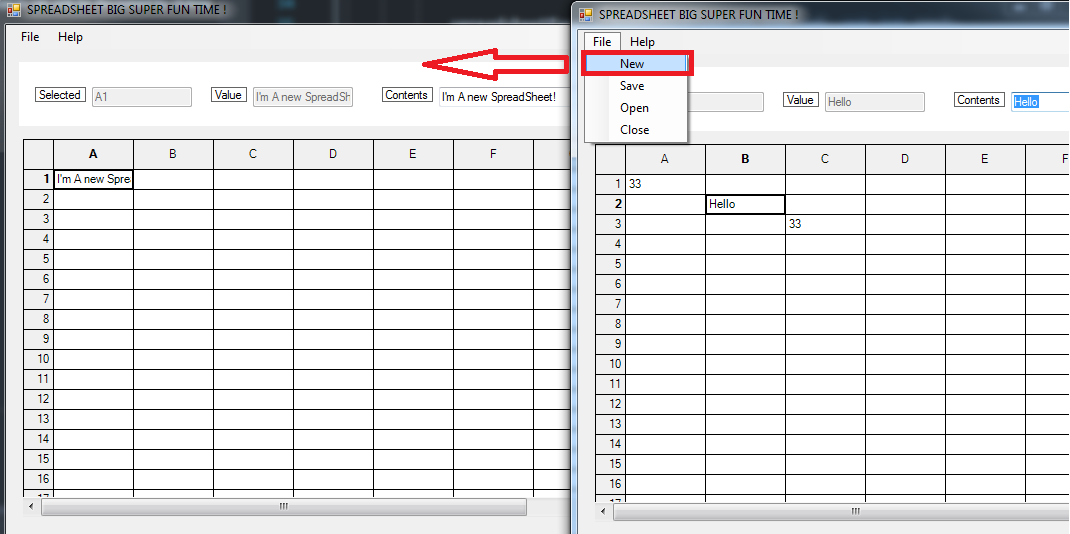 SPREADSHEET BIG SUPER FUN TIME !
File Help
Selected A1 Value I'm A new SpreadSh Contents I'm A new SpreadSheet!
A B C D E F
1 I'm A new Spre
2
3
4
5
6
7
8
9
10
11
12
13
14
15
16
17
SPREADSHEET BIG SUPER FUN TIME !
File Help
New
Save
Open
Close
Value Hello Contents Hello
A B C D E F
1 33
2 Hello
3 33
4
5
6
7
8
9
10
11
12
13
14
15
16
17